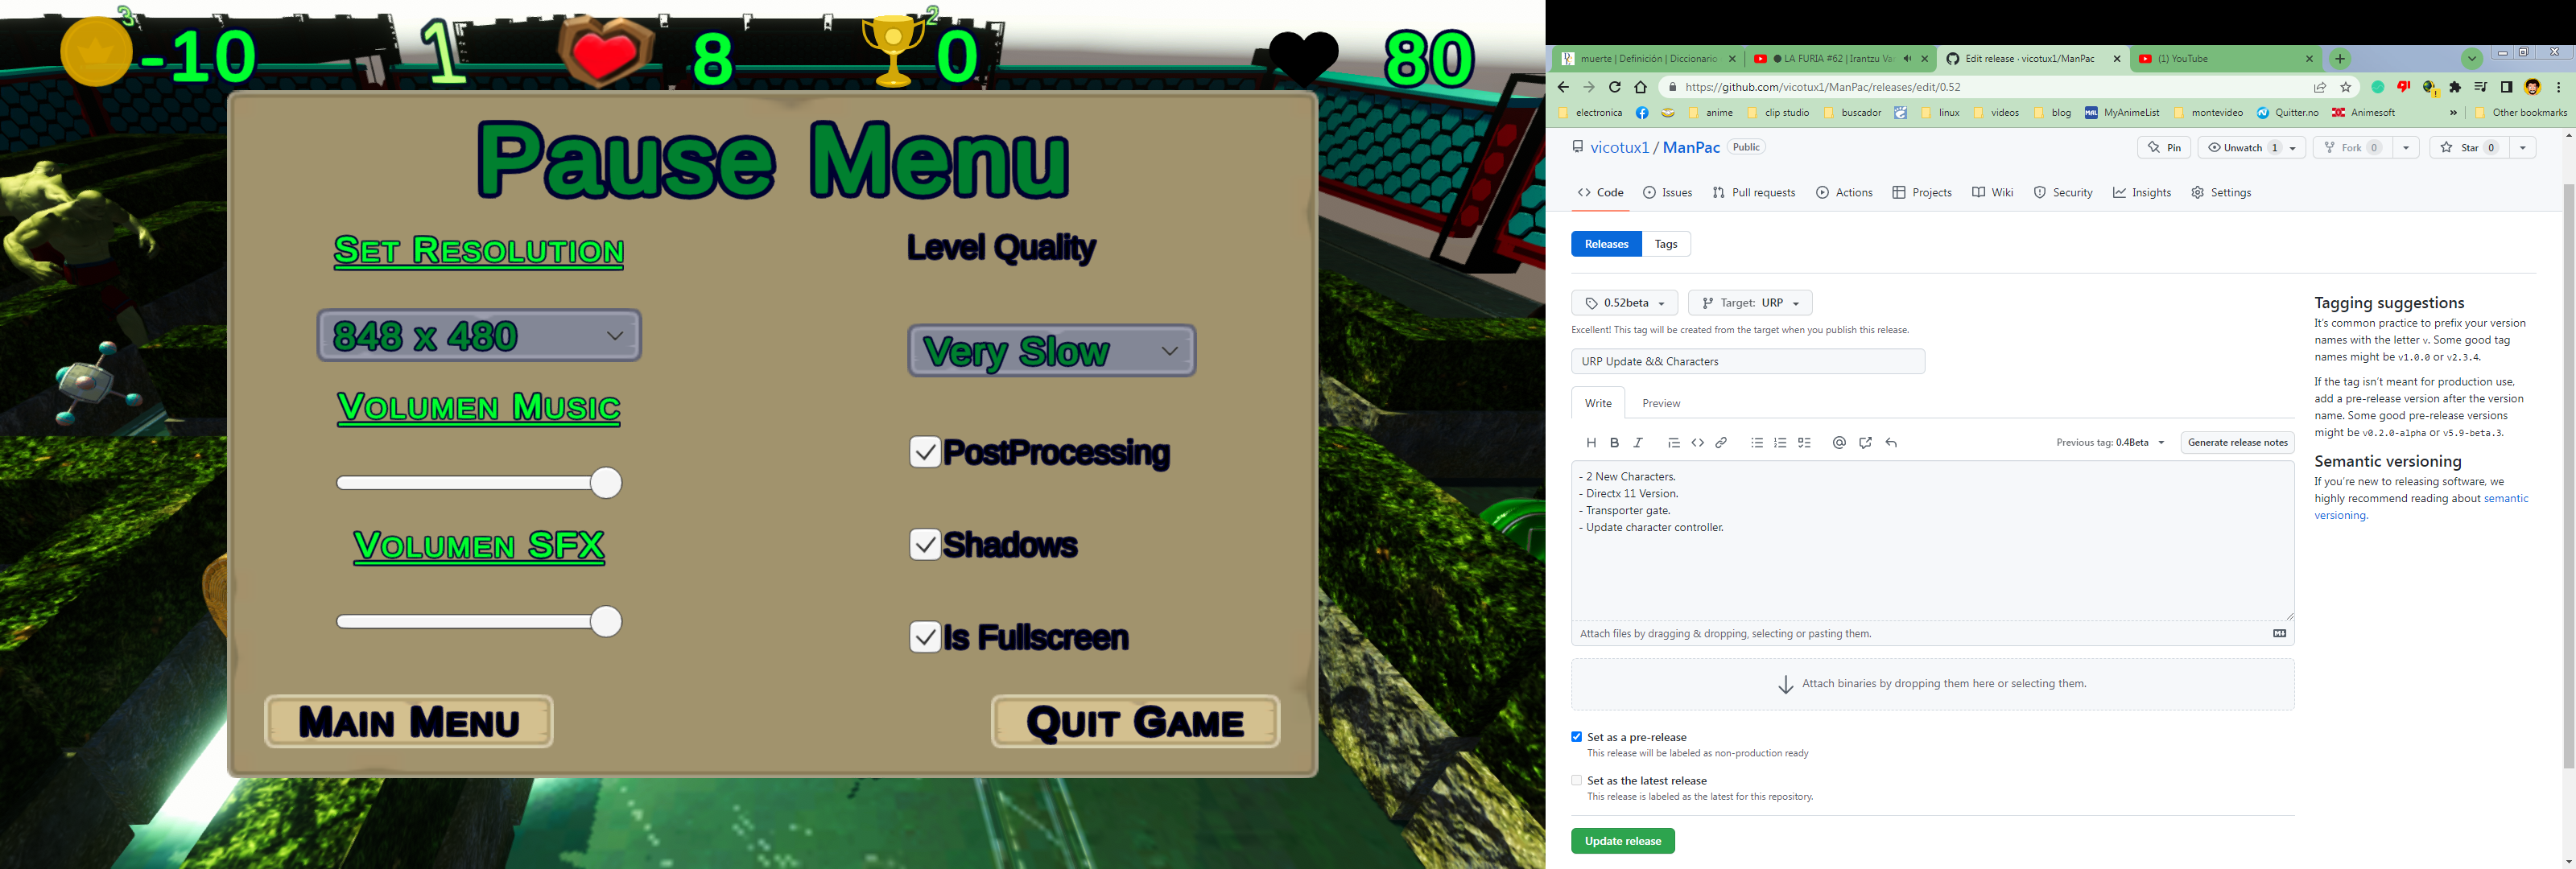 3
-10
1
8
2
0
80
Pause Menu
Set Resolution
848 x 480
Volumen Music
Volumen SFX
Level Quality
Very Slow
PostProcessing
Shadows
Is Fullscreen
Main Menu
Quit Game
muerte | Definición | Diccionario
LA FURIA #62 | Irantzu Va
Edit release · vicotux1/ManPac
(1) YouTube
https://github.com/vicotux1/ManPac/releases/edit/0.52
electronica anime clip studio buscador linux videos blog MyAnimeList montevideo Quitter.no Animesoft » Other bookmarks
vicotux1 / ManPac Public
Pin Unwatch 1 Fork 0 Star 0
Code Issues Pull requests Actions Projects Wiki Security Insights Settings
Releases Tags
0.52beta Target: URP
Excellent! This tag will be created from the target when you publish this release.
URP Update && Characters
Write Preview
Previous tag: 0.4Beta Generate release notes
- 2 New Characters.
- Directx 11 Version.
- Transporter gate.
- Update character controller.
Attach files by dragging & dropping, selecting or pasting them.
Attach binaries by dropping them here or selecting them.
Set as a pre-release
This release will be labeled as non-production ready
Set as the latest release
This release is labeled as the latest for this repository.
Update release
Tagging suggestions
It's common practice to prefix your version
names with the letter v. Some good tag
names might be v1.0.0 or v2.3.4.
If the tag isn't meant for production use,
add a pre-release version after the version
name. Some good pre-release versions
might be v0.2.0-alpha or v5.9-beta.3.
Semantic versioning
If you're new to releasing software, we
highly recommend reading about semantic
versioning.